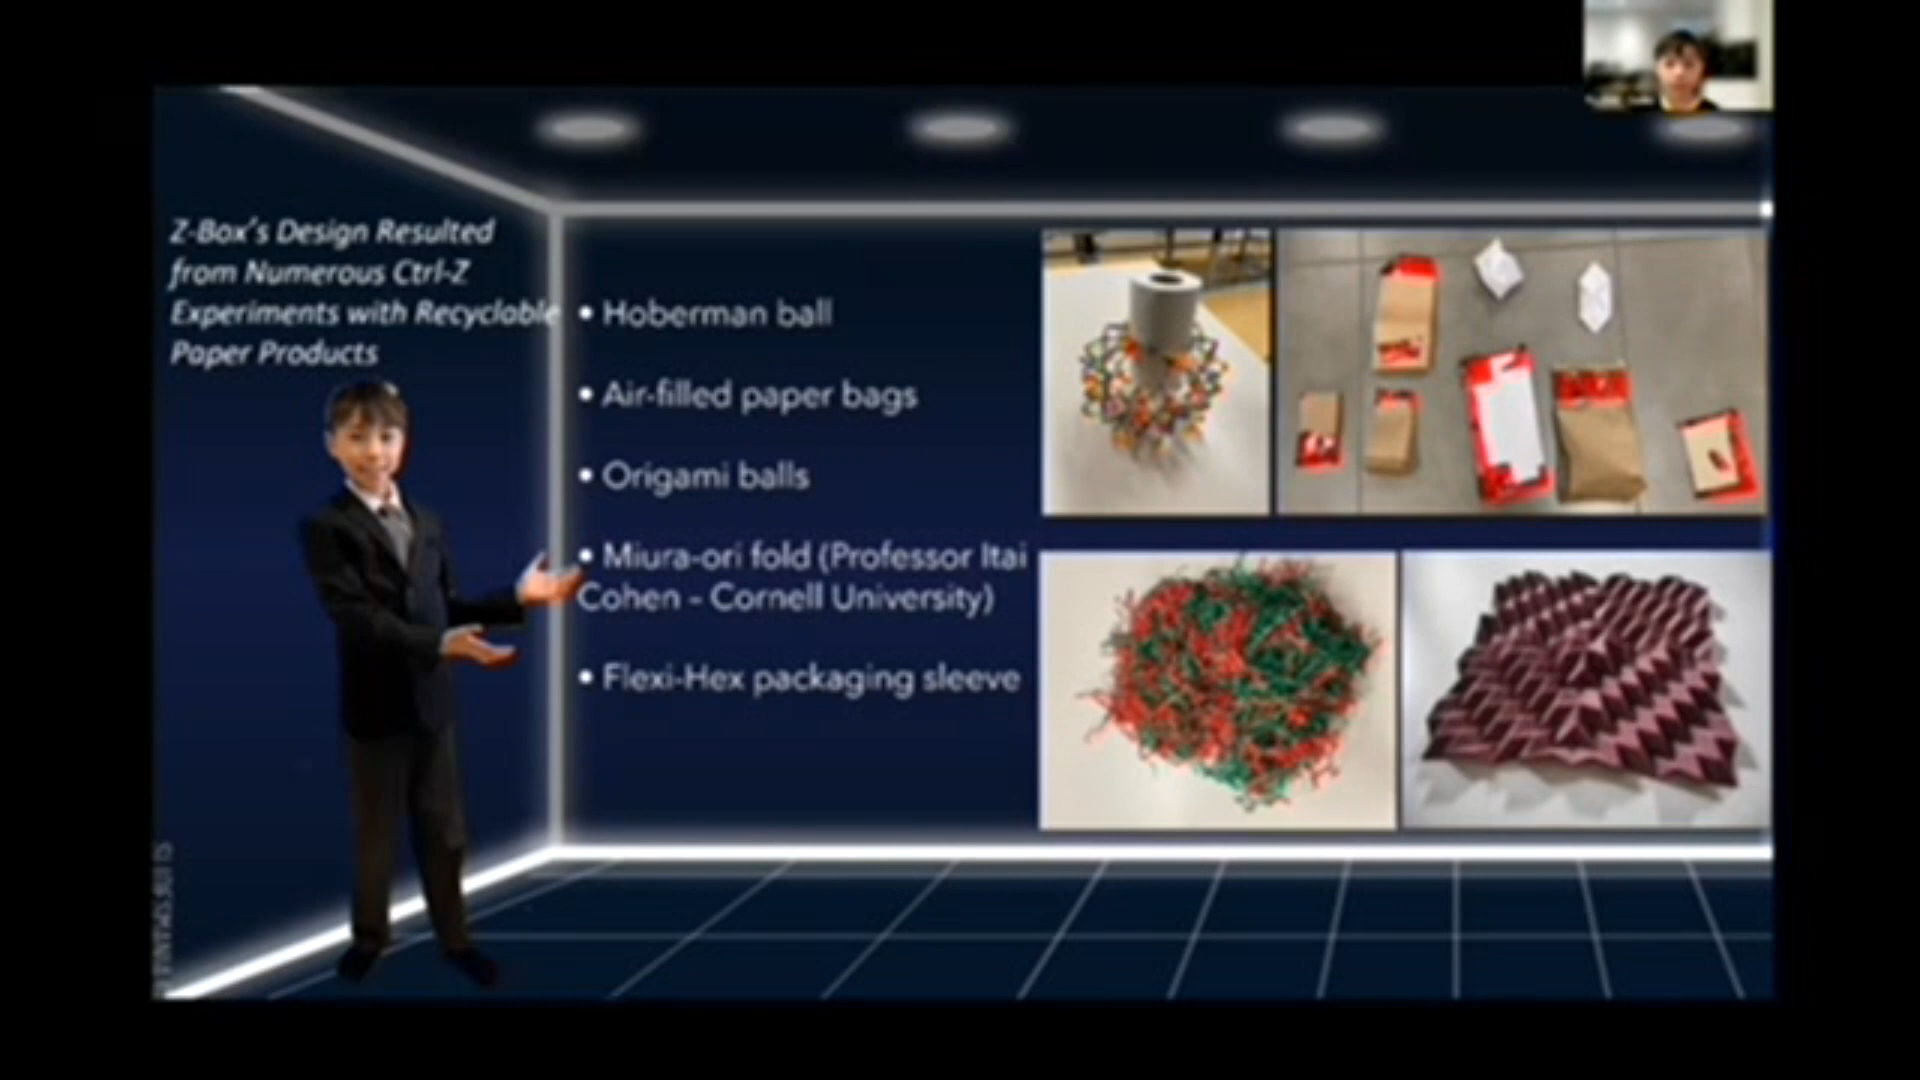 Z-Box's Design Resulted
from Numerous Ctrl-Z
Experiments with Recyclable
Paper Products
• Hoberman ball
• Air-filled paper bags
• Origami balls
• Miura-ori fold (Professor Itai
Cohen - Cornell University)
• Flexi-Hex packaging sleeve